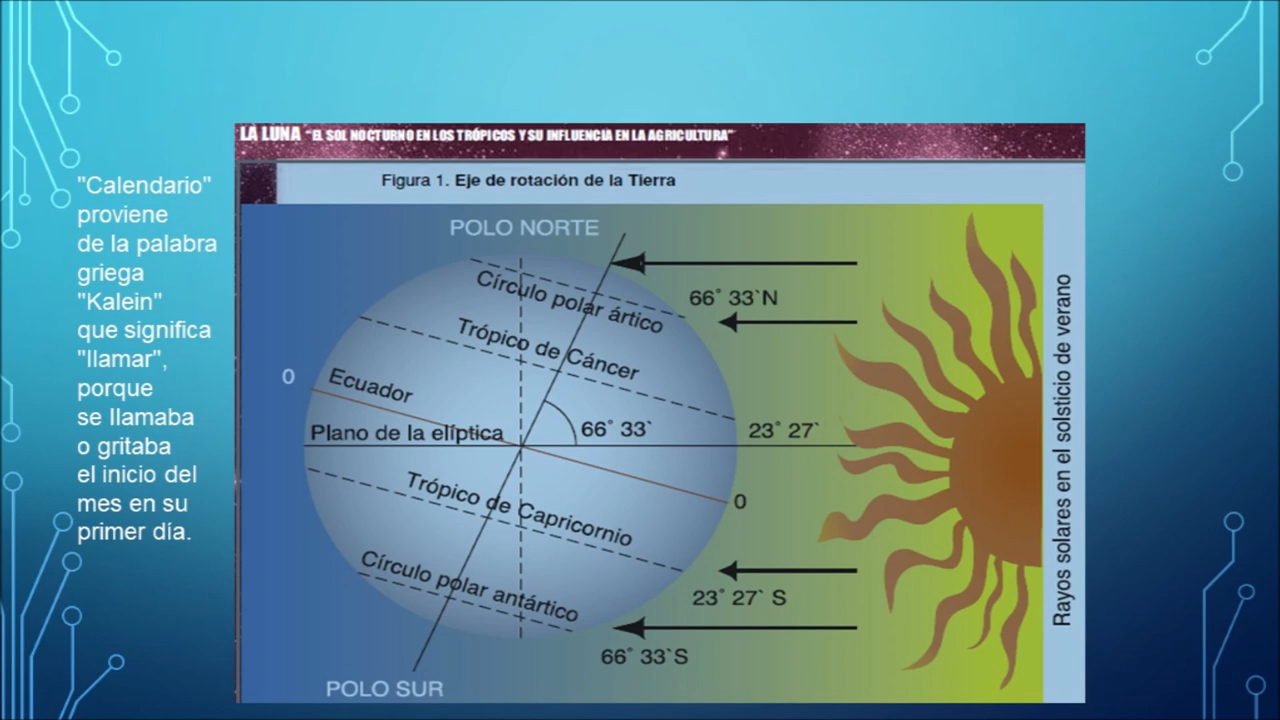 "Calendario"
proviene
de la palabra
griega
"Kalein"
que significa
"llamar",
porque
se llamaba
o gritaba
el inicio del
mes en su
primer día.
LA LUNA "EL SOL NOCTURNO EN LOS TRÓPICOS Y SU INFLUENCIA EN LA AGRICULTURA"
Figura 1. Eje de rotación de la Tierra
POLO NORTE
Círculo polar ártico
66° 33`N
Trópico de Cáncer
0
Ecuador
66° 33`
23° 27`
Plano de la elíptica
0
Trópico de Capricornio
Círculo polar antártico
23° 27` S
66° 33`S
POLO SUR
Rayos solares en el solsticio de verano